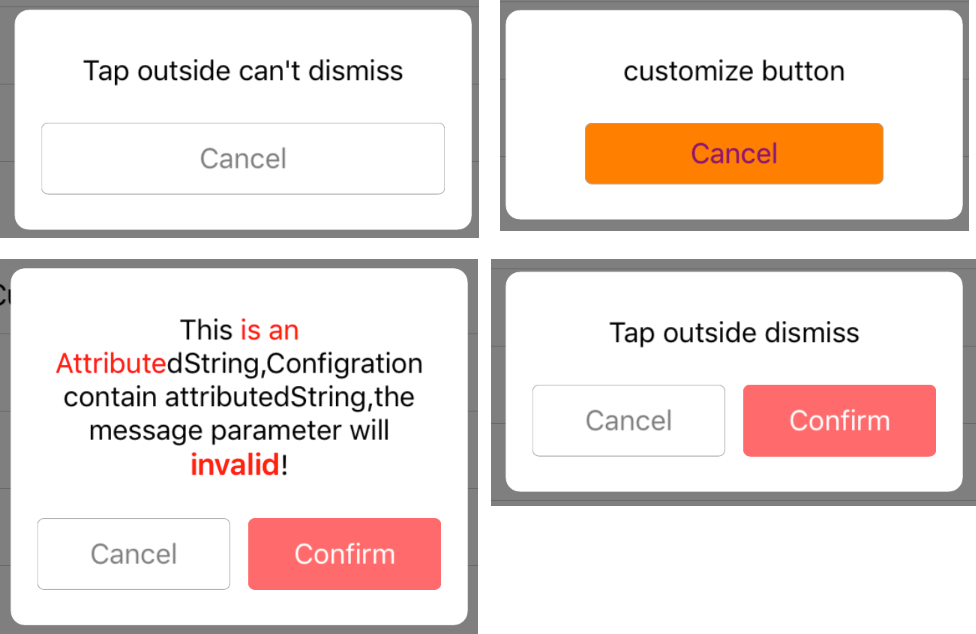 Tap outside can't dismiss
Cancel
customize button
Cancel
This is an
AttributedString,Configration
contain attributedString,the
message parameter will
invalid!
Cancel Confirm
Tap outside dismiss
Cancel Confirm